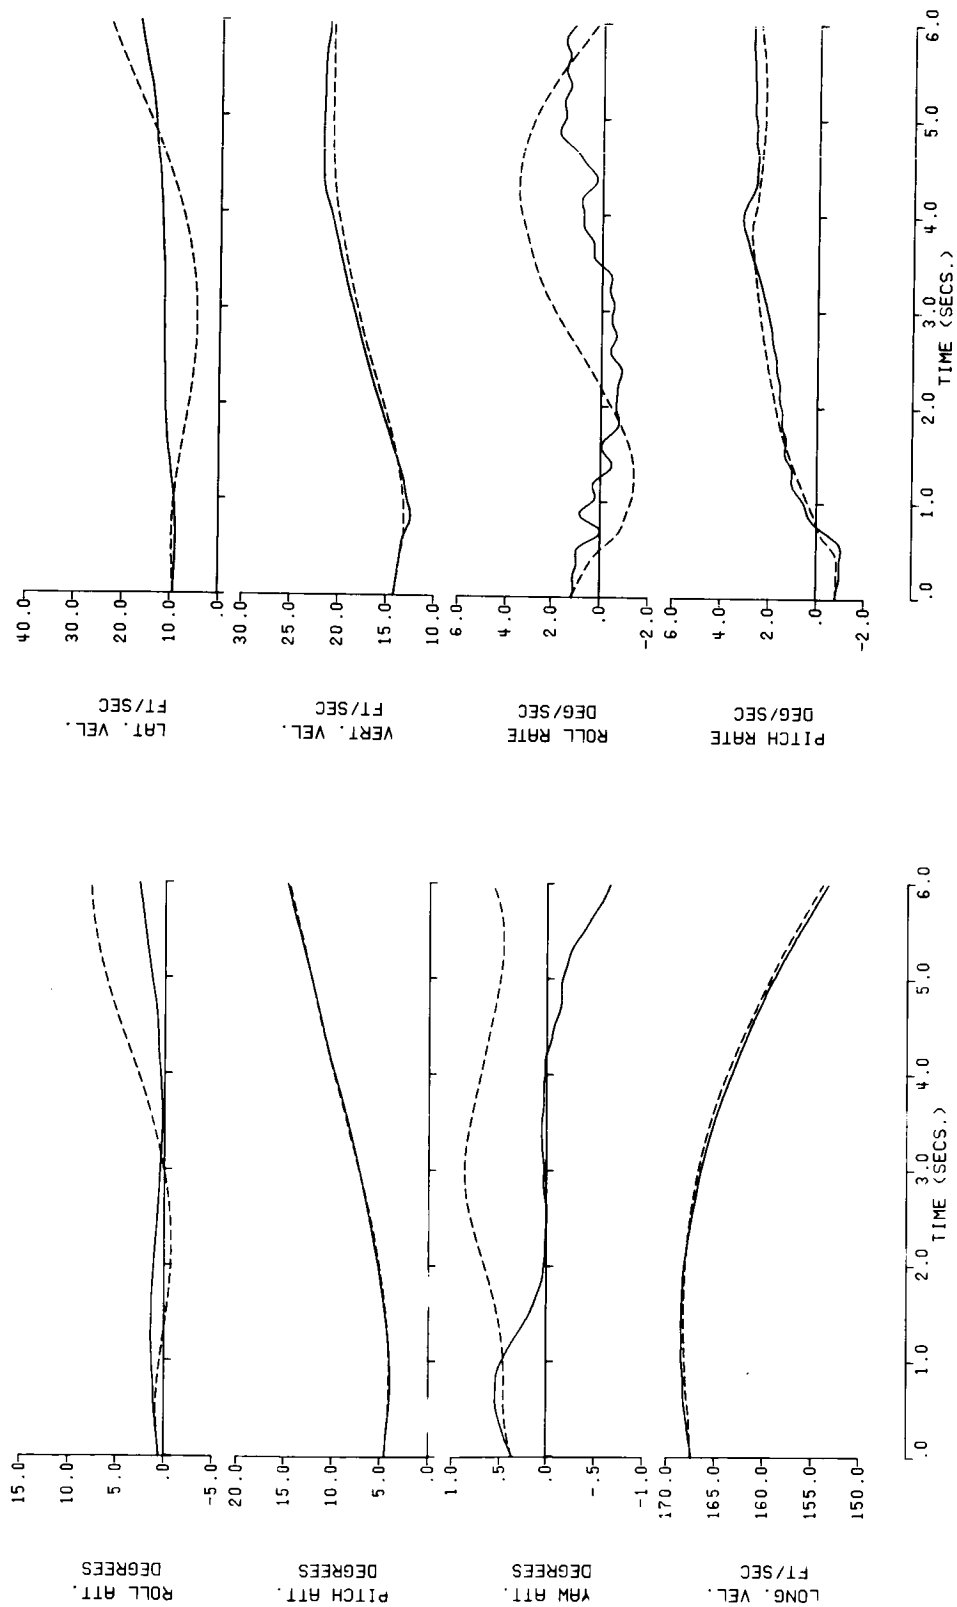 ROLL ATT.
DEGREES
15.0
10.0
5.0
.0
-5.0
PITCH ATT.
DEGREES
20.0
15.0
10.0
5.0
.0
YAW ATT.
DEGREES
1.0
.5
.0
-.5
-1.0
LONG. VEL.
FT/SEC
170.0
165.0
160.0
155.0
150.0
.0 1.0 2.0 3.0 4.0 5.0 6.0
TIME (SECS.)
LAT. VEL.
FT/SEC
40.0
30.0
20.0
10.0
.0
VERT. VEL.
FT/SEC
30.0
25.0
20.0
15.0
10.0
ROLL RATE
DEG/SEC
6.0
4.0
2.0
.0
-2.0
PITCH RATE
DEG/SEC
6.0
4.0
2.0
.0
-2.0
.0 1.0 2.0 3.0 4.0 5.0 6.0
TIME (SECS.)